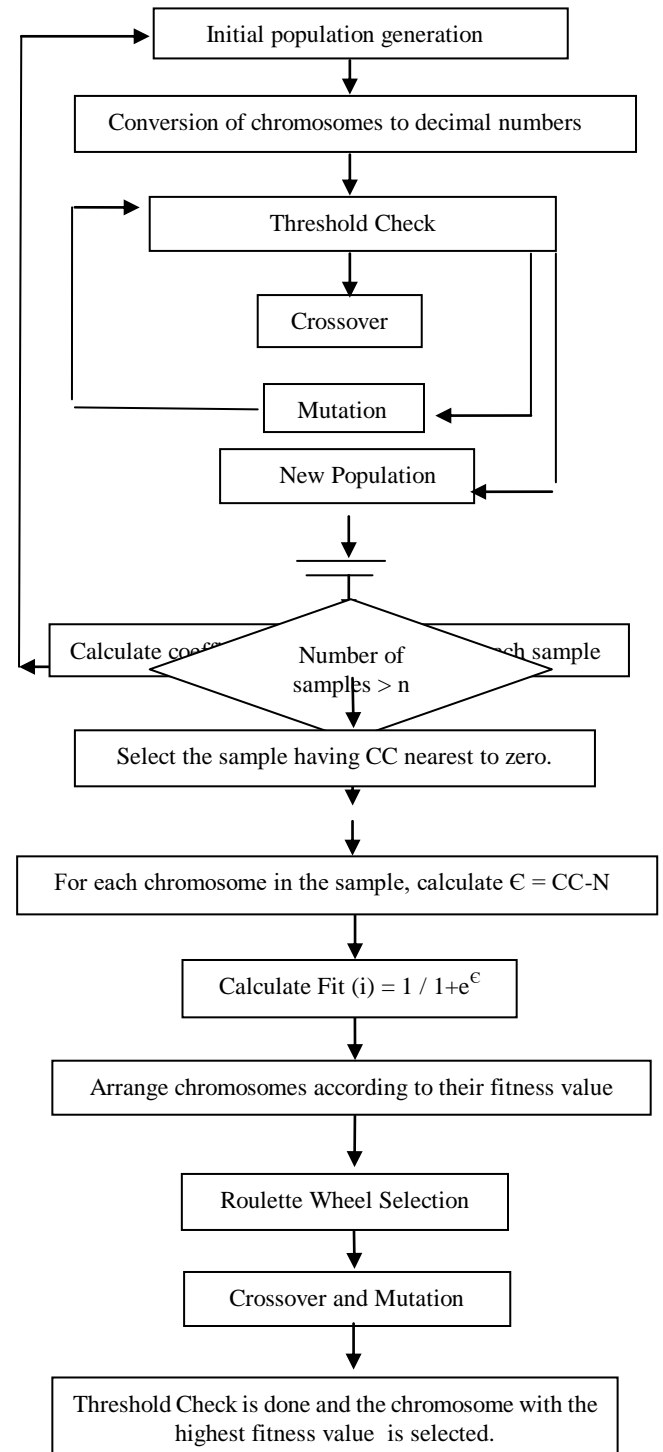 Initial population generation
Conversion of chromosomes to decimal numbers
Threshold Check
Crossover
Mutation
New Population
Calculate
sample
Number of
samples > n
Select the sample having CC nearest to zero.
For each chromosome in the sample, calculate Є = CC-N
Calculate Fit (i) = 1 / 1+e^Є
Arrange chromosomes according to their fitness value
Roulette Wheel Selection
Crossover and Mutation
Threshold Check is done and the chromosome with the
highest fitness value is selected.